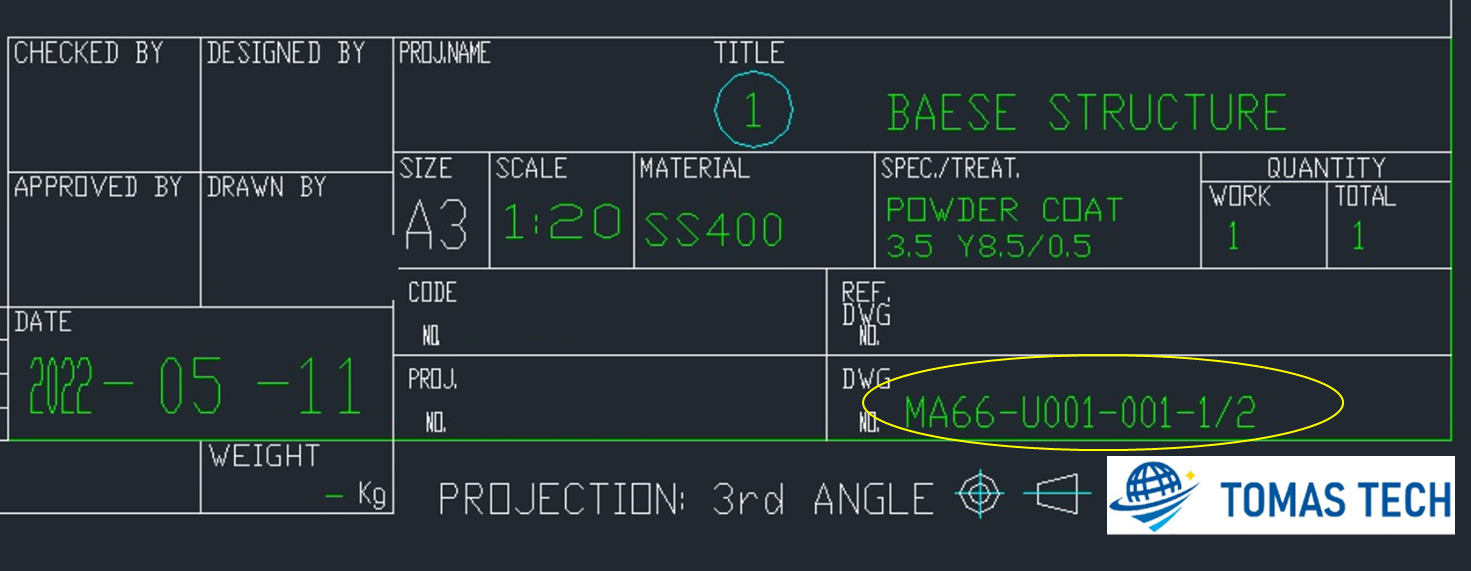 CHECKED BY
DESIGNED BY
PROJ.NAME
TITLE
1
BAESE STRUCTURE
APPROVED BY
DRAWN BY
SIZE
A3
SCALE
1:20
MATERIAL
SS400
SPEC./TREAT.
POWDER COAT
3.5 Y8.5/0.5
QUANTITY
WORK
1
TOTAL
1
DATE
2022- 05 -11
CODE
NO.
REF.
DWG
NO.
PROJ.
NO.
DWG
NO.
MA66-U001-001-1/2
WEIGHT
- Kg
PROJECTION: 3rd ANGLE
TOMAS TECH